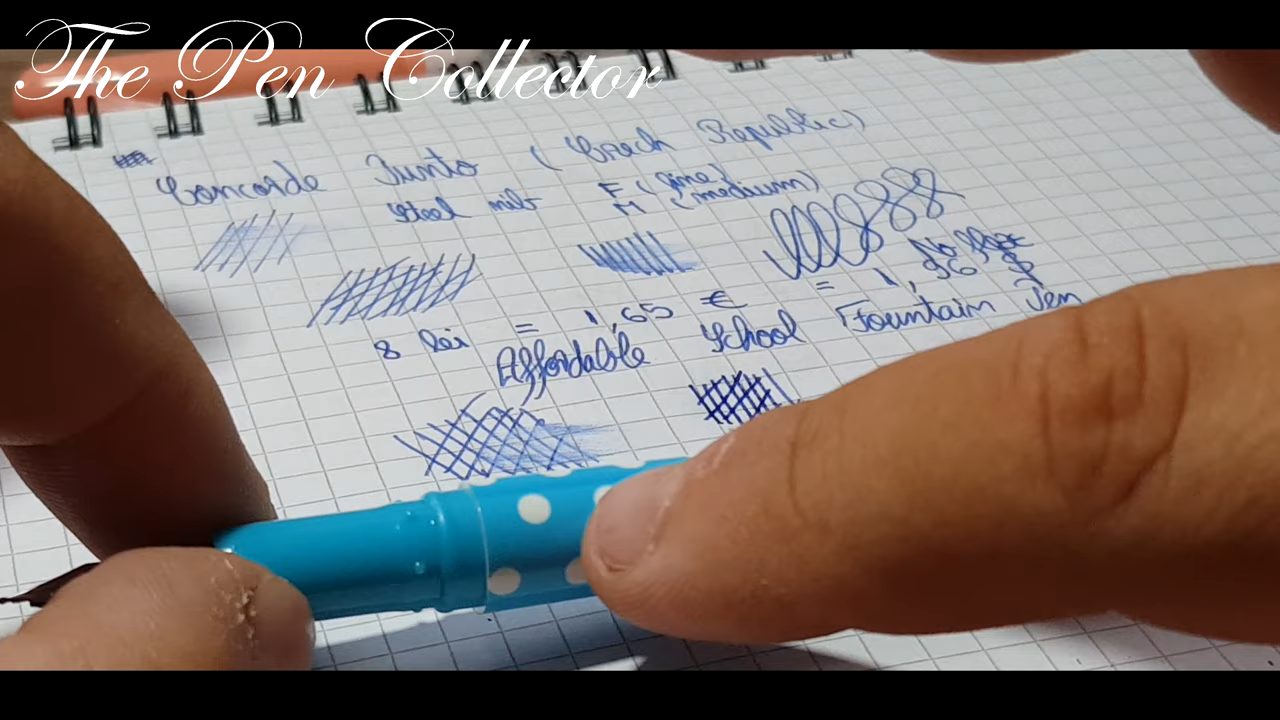 The Pen Collector
Concorde Junto (Czech Republic)
Steel nib F (fine)
M (medium)
8 lei = 1,65 € = 1,96 $
Affordable School Fountain Pen